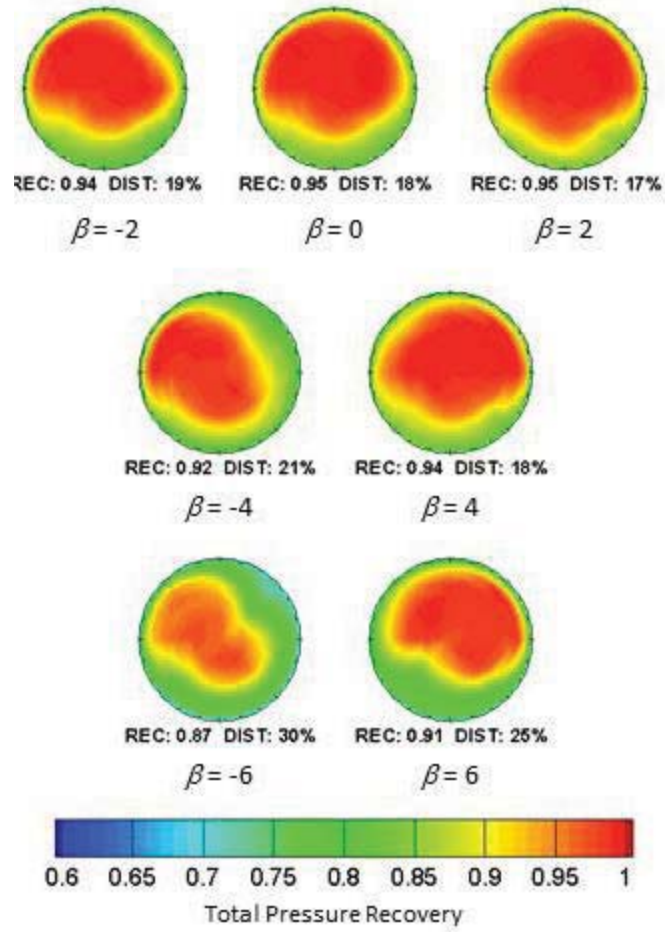 REC: 0.94 DIST: 19% REC: 0.95 DIST: 18% REC: 0.95 DIST: 17%
β = -2 β = 0 β = 2
REC: 0.92 DIST: 21% REC: 0.94 DIST: 18%
β = -4 β = 4
REC: 0.87 DIST: 30% REC: 0.91 DIST: 25%
β = -6 β = 6
0.6 0.65 0.7 0.75 0.8 0.85 0.9 0.95 1
Total Pressure Recovery